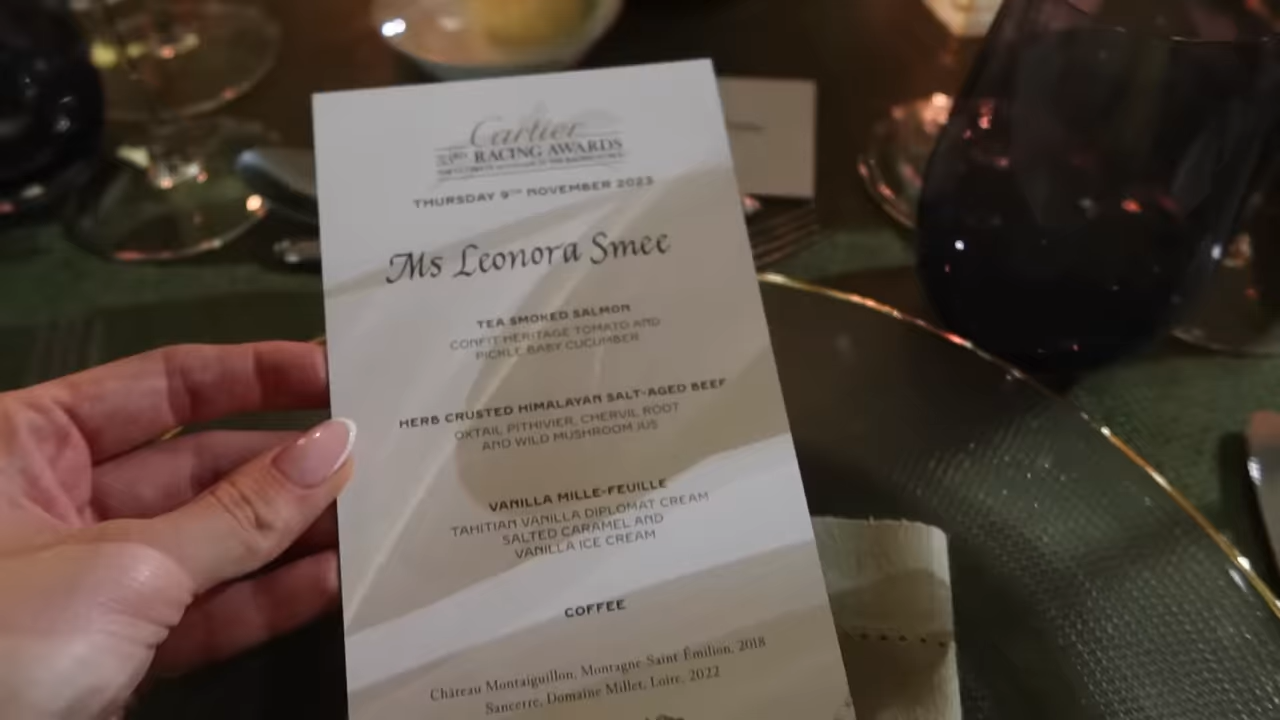 Cartier
33RD RACING AWARDS
THURSDAY 9TH NOVEMBER 2023
Ms Leonora Smee
TEA SMOKED SALMON
CONFIT HERITAGE TOMATO AND
PICKLE BABY CUCUMBER
HERB CRUSTED HIMALAYAN SALT-AGED BEEF
OXTAIL PITHIVIER, CHERVIL ROOT
AND WILD MUSHROOM JUS
VANILLA MILLE-FEUILLE
TAHITIAN VANILLA DIPLOMAT CREAM
SALTED CARAMEL AND
VANILLA ICE CREAM
COFFEE
Château Montaiguillon, Montagne Saint Émilion, 2018
Sancerre, Domaine Millet, Loire, 2022